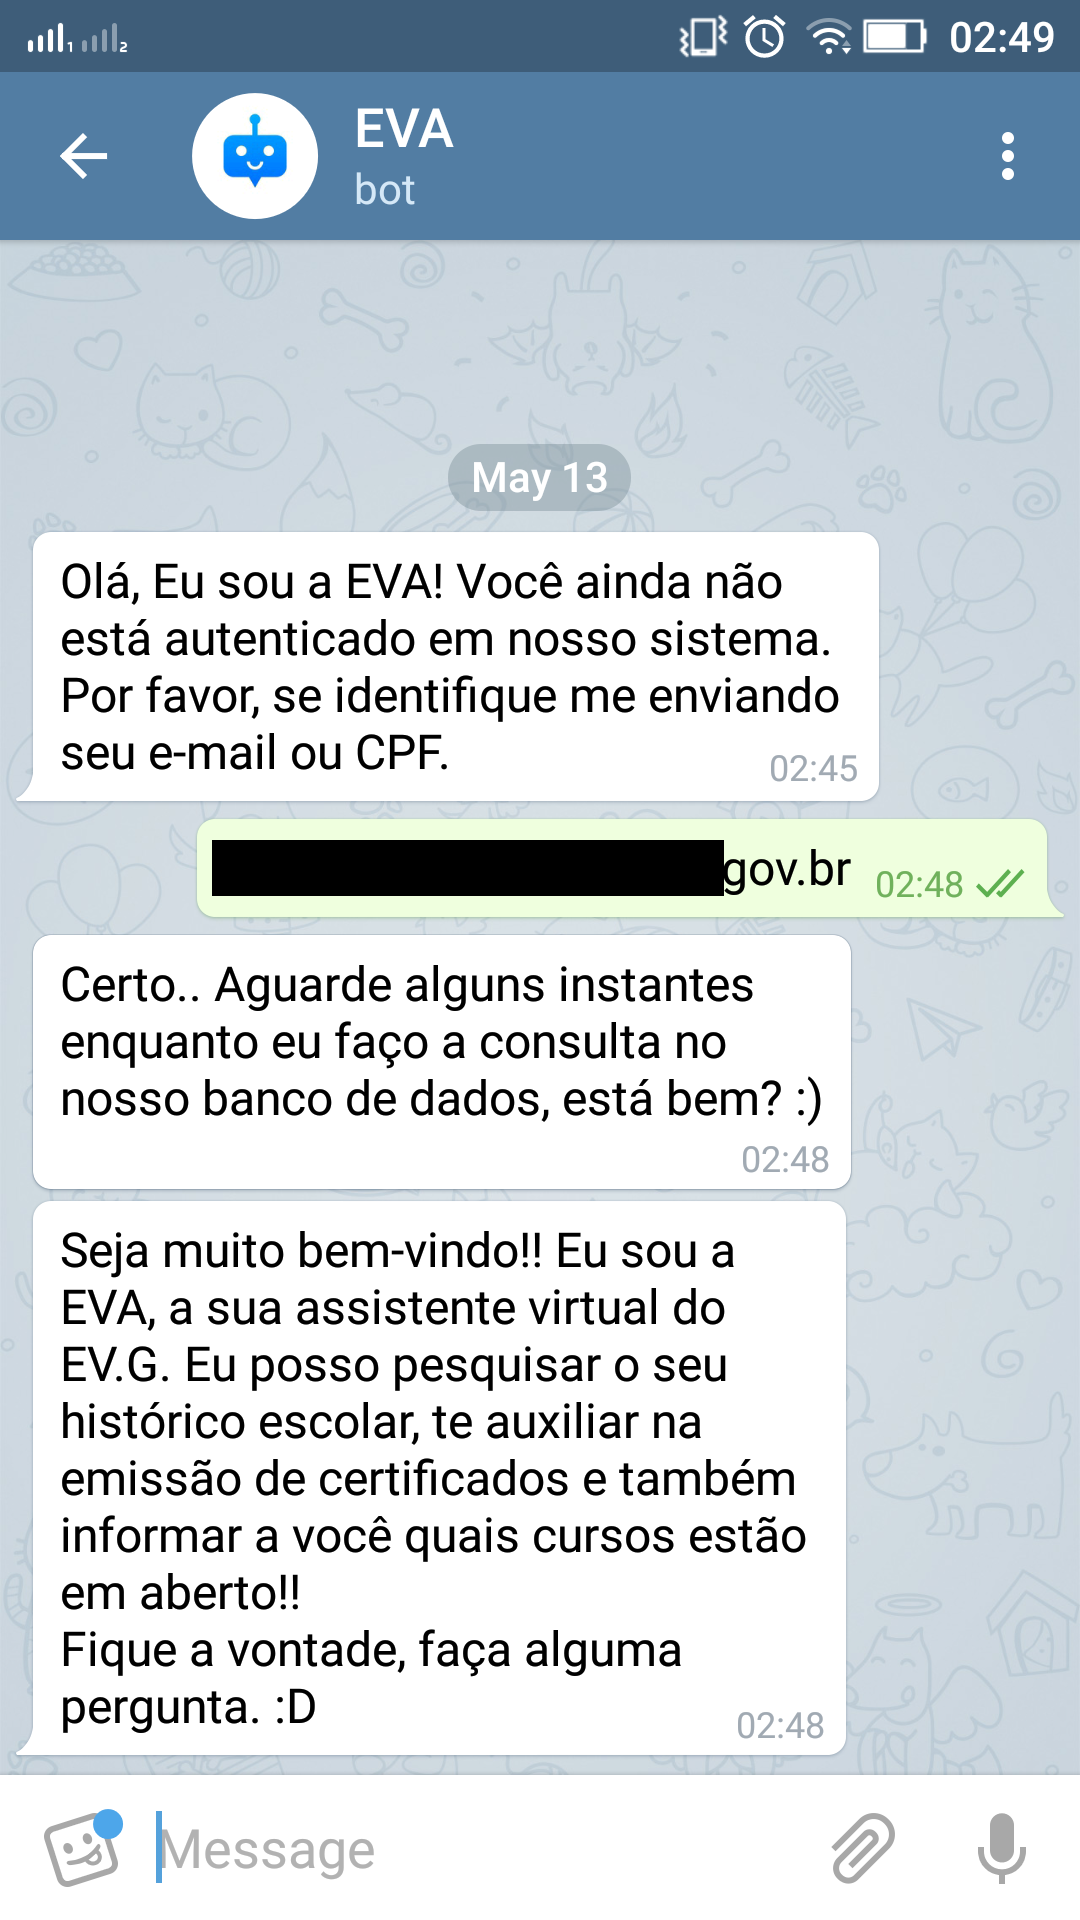 1 2 02:49
EVA
bot
May 13
Olá, Eu sou a EVA! Você ainda não
está autenticado em nosso sistema.
Por favor, se identifique me enviando
seu e-mail ou CPF.
02:45
gov.br 02:48
Certo.. Aguarde alguns instantes
enquanto eu faço a consulta no
nosso banco de dados, está bem? :)
02:48
Seja muito bem-vindo!! Eu sou a
EVA, a sua assistente virtual do
EV.G. Eu posso pesquisar o seu
histórico escolar, te auxiliar na
emissão de certificados e também
informar a você quais cursos estão
em aberto!!
Fique a vontade, faça alguma
pergunta. :D
02:48
Message